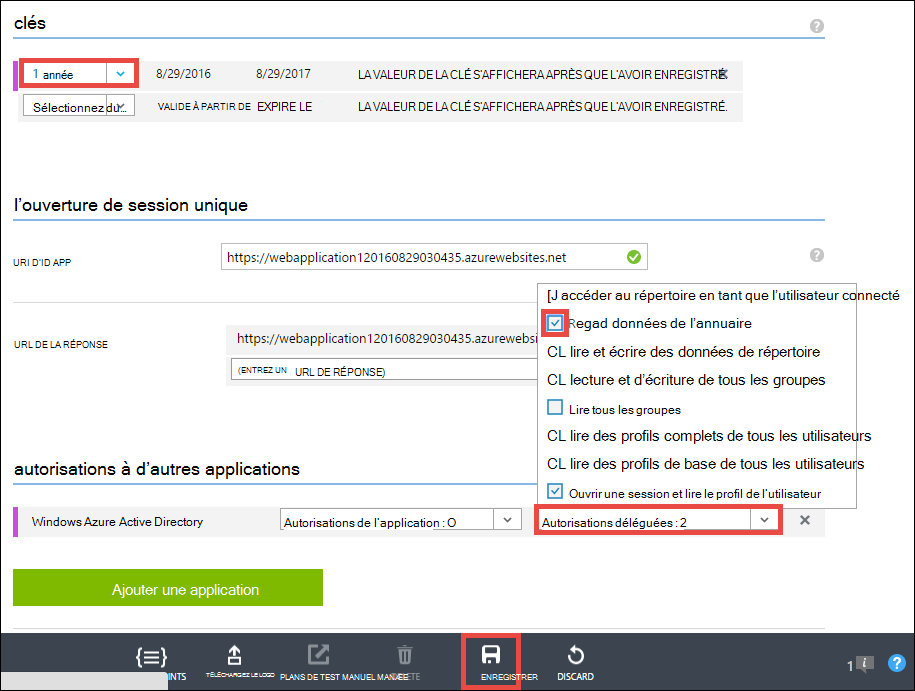 clés
?
1 année
8/29/2016
8/29/2017
LA VALEUR DE LA CLÉ S'AFFICHERA APRÈS QUE L'AVOIR ENREGISTRÉ
Sélectionnez du...
VALIDE À PARTIR DE
EXPIRE LE
LA VALEUR DE LA CLÉ S'AFFICHERA APRÈS QUE L'AVOIR ENREGISTRÉ.
l'ouverture de session unique
URI D'ID APP
https://webapplication120160829030435.azurewebsites.net
?
[J accéder au répertoire en tant que l'utilisateur connecté
Regad données de l'annuaire
URL DE LA RÉPONSE
https://webapplication120160829030435.azurewebsi
CL lire et écrire des données de répertoire
(ENTREZ UN URL DE RÉPONSE)
CL lecture et d'écriture de tous les groupes
Lire tous les groupes
CL lire des profils complets de tous les utilisateurs
CL lire des profils de base de tous les utilisateurs
Ouvrir une session et lire le profil de l'utilisateur
autorisations à d'autres applications
Windows Azure Active Directory
Autorisations de l'application : O
Autorisations déléguées : 2
Ajouter une application
INTS
TÉLÉCHARGEZ LE LOGO
PLANS DE TEST MANUEL MANAGE
ENREGISTRER
DISCARD
1
i
?